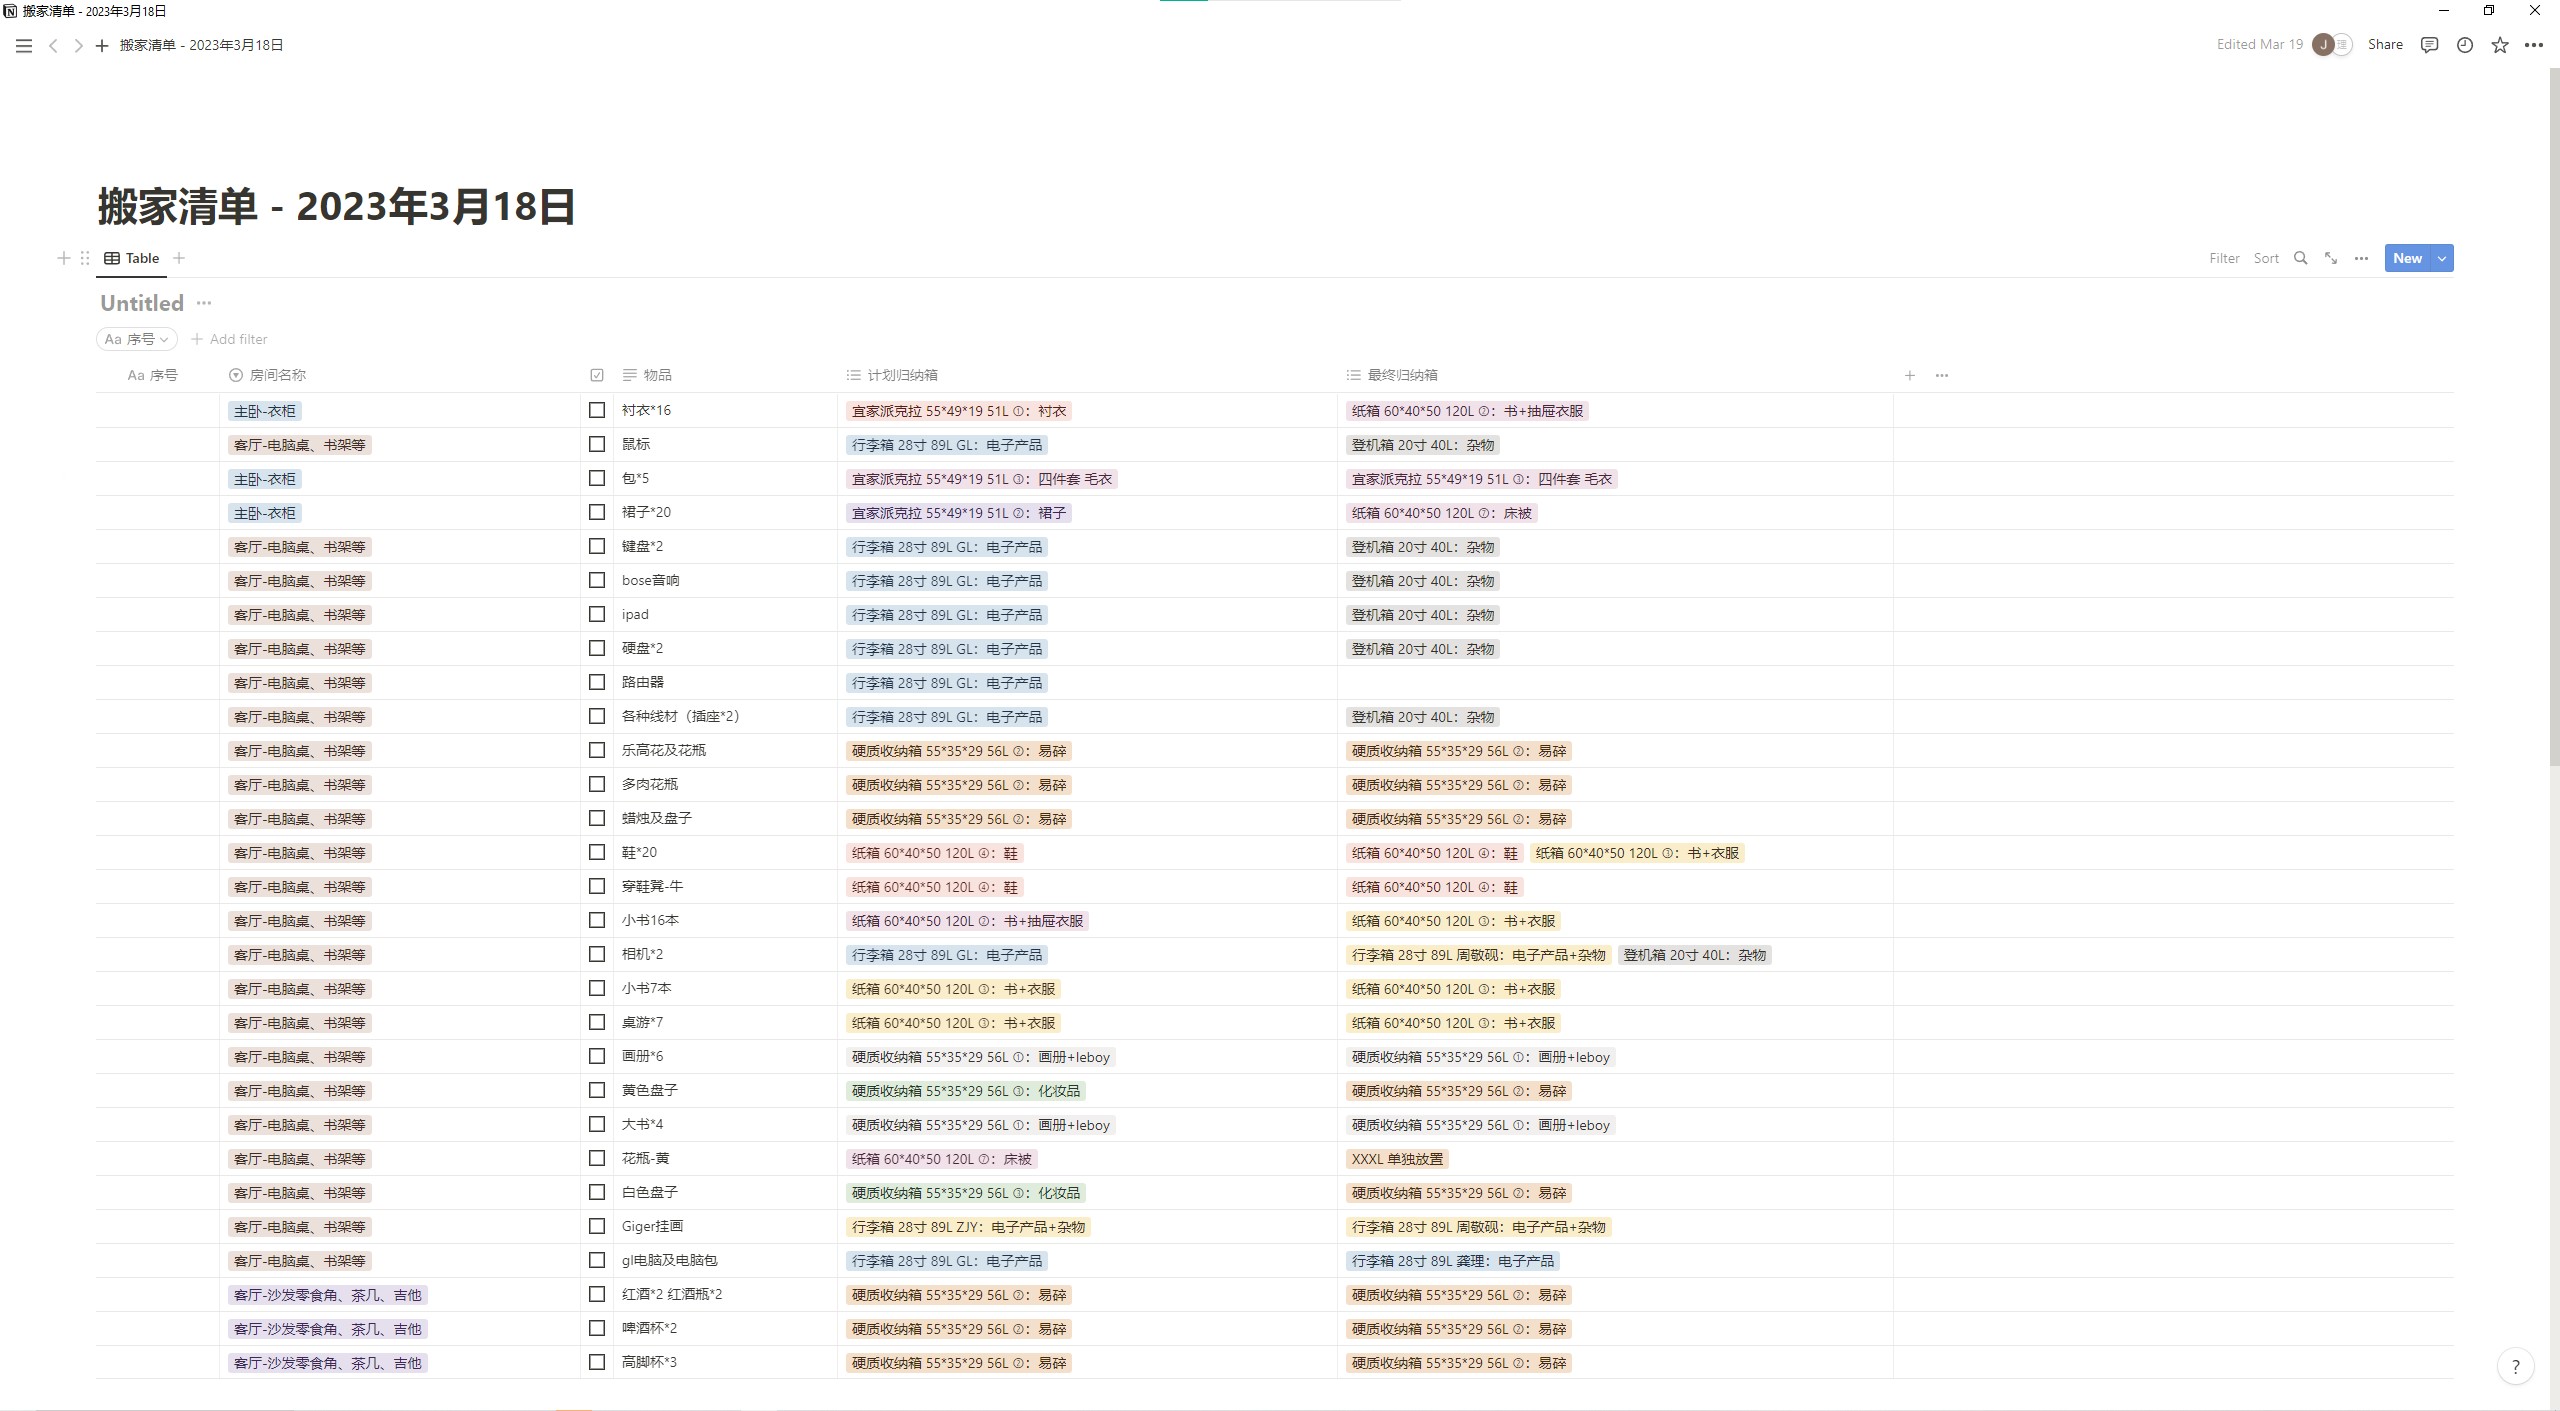 搬家清单 - 2023年3月18日
搬家清单 - 2023年3月18日 Edited Mar 19 J 理 Share
搬家清单 - 2023年3月18日
Table Filter Sort New
Untitled
Aa 序号 Add filter
Aa 序号 房间名称 物品 计划归纳箱 最终归纳箱
主卧-衣柜 衬衣*16 宜家派克拉 55*49*19 51L ①：衬衣 纸箱 60*40*50 120L ②：书+抽屉衣服
客厅-电脑桌、书架等 鼠标 行李箱 28寸 89L GL：电子产品 登机箱 20寸 40L：杂物
主卧-衣柜 包*5 宜家派克拉 55*49*19 51L ③：四件套 毛衣 宜家派克拉 55*49*19 51L ③：四件套 毛衣
主卧-衣柜 裙子*20 宜家派克拉 55*49*19 51L ②：裙子 纸箱 60*40*50 120L ⑦：床被
客厅-电脑桌、书架等 键盘*2 行李箱 28寸 89L GL：电子产品 登机箱 20寸 40L：杂物
客厅-电脑桌、书架等 bose音响 行李箱 28寸 89L GL：电子产品 登机箱 20寸 40L：杂物
客厅-电脑桌、书架等 ipad 行李箱 28寸 89L GL：电子产品 登机箱 20寸 40L：杂物
客厅-电脑桌、书架等 硬盘*2 行李箱 28寸 89L GL：电子产品 登机箱 20寸 40L：杂物
客厅-电脑桌、书架等 路由器 行李箱 28寸 89L GL：电子产品
客厅-电脑桌、书架等 各种线材（插座*2） 行李箱 28寸 89L GL：电子产品 登机箱 20寸 40L：杂物
客厅-电脑桌、书架等 乐高花及花瓶 硬质收纳箱 55*35*29 56L ②：易碎 硬质收纳箱 55*35*29 56L ②：易碎
客厅-电脑桌、书架等 多肉花瓶 硬质收纳箱 55*35*29 56L ②：易碎 硬质收纳箱 55*35*29 56L ②：易碎
客厅-电脑桌、书架等 蜡烛及盘子 硬质收纳箱 55*35*29 56L ②：易碎 硬质收纳箱 55*35*29 56L ②：易碎
客厅-电脑桌、书架等 鞋*20 纸箱 60*40*50 120L ④：鞋 纸箱 60*40*50 120L ④：鞋 纸箱 60*40*50 120L ③：书+衣服
客厅-电脑桌、书架等 穿鞋凳-牛 纸箱 60*40*50 120L ④：鞋 纸箱 60*40*50 120L ④：鞋
客厅-电脑桌、书架等 小书16本 纸箱 60*40*50 120L ②：书+抽屉衣服 纸箱 60*40*50 120L ③：书+衣服
客厅-电脑桌、书架等 相机*2 行李箱 28寸 89L GL：电子产品 行李箱 28寸 89L 周敬砚：电子产品+杂物 登机箱 20寸 40L：杂物
客厅-电脑桌、书架等 小书7本 纸箱 60*40*50 120L ③：书+衣服 纸箱 60*40*50 120L ③：书+衣服
客厅-电脑桌、书架等 桌游*7 纸箱 60*40*50 120L ③：书+衣服 纸箱 60*40*50 120L ③：书+衣服
客厅-电脑桌、书架等 画册*6 硬质收纳箱 55*35*29 56L ①：画册+leboy 硬质收纳箱 55*35*29 56L ①：画册+leboy
客厅-电脑桌、书架等 黄色盘子 硬质收纳箱 55*35*29 56L ③：化妆品 硬质收纳箱 55*35*29 56L ②：易碎
客厅-电脑桌、书架等 大书*4 硬质收纳箱 55*35*29 56L ①：画册+leboy 硬质收纳箱 55*35*29 56L ①：画册+leboy
客厅-电脑桌、书架等 花瓶-黄 纸箱 60*40*50 120L ⑦：床被 XXXL 单独放置
客厅-电脑桌、书架等 白色盘子 硬质收纳箱 55*35*29 56L ③：化妆品 硬质收纳箱 55*35*29 56L ②：易碎
客厅-电脑桌、书架等 Giger挂画 行李箱 28寸 89L ZJY：电子产品+杂物 行李箱 28寸 89L 周敬砚：电子产品+杂物
客厅-电脑桌、书架等 gl电脑及电脑包 行李箱 28寸 89L GL：电子产品 行李箱 28寸 89L 龚理：电子产品
客厅-沙发零食角、茶几、吉他 红酒*2 红酒瓶*2 硬质收纳箱 55*35*29 56L ②：易碎 硬质收纳箱 55*35*29 56L ②：易碎
客厅-沙发零食角、茶几、吉他 啤酒杯*2 硬质收纳箱 55*35*29 56L ②：易碎 硬质收纳箱 55*35*29 56L ②：易碎
客厅-沙发零食角、茶几、吉他 高脚杯*3 硬质收纳箱 55*35*29 56L ②：易碎 硬质收纳箱 55*35*29 56L ②：易碎
?